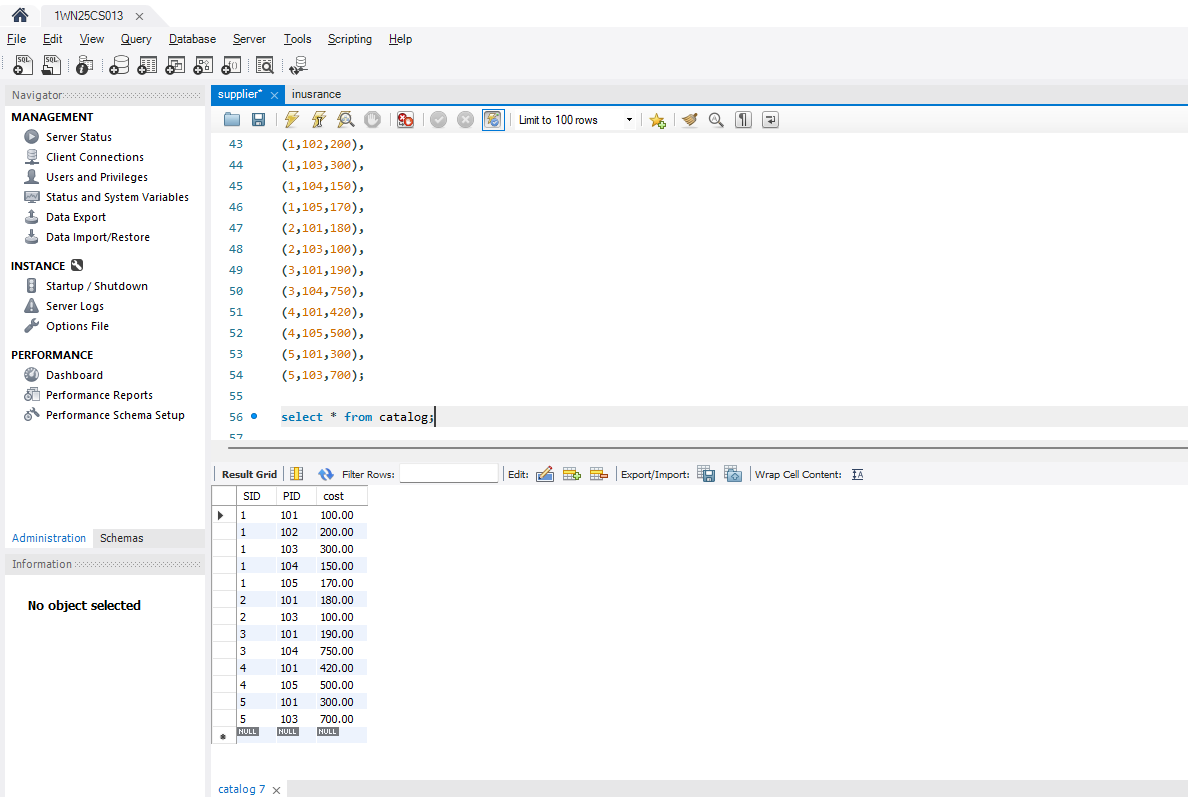 1WN25CS013
File Edit View Query Database Server Tools Scripting Help
SQL SQL
Navigator
MANAGEMENT
Server Status
Client Connections
Users and Privileges
Status and System Variables
Data Export
Data Import/Restore
INSTANCE
Startup / Shutdown
Server Logs
Options File
PERFORMANCE
Dashboard
Performance Reports
Performance Schema Setup
Administration Schemas
Information
No object selected
supplier* inusrance
Limit to 100 rows
43 (1,102,200),
44 (1,103,300),
45 (1,104,150),
46 (1,105,170),
47 (2,101,180),
48 (2,103,100),
49 (3,101,190),
50 (3,104,750),
51 (4,101,420),
52 (4,105,500),
53 (5,101,300),
54 (5,103,700);
55
56 select * from catalog;
57
Result Grid Filter Rows: Edit: Export/Import: Wrap Cell Content:
SID PID cost
1 101 100.00
1 102 200.00
1 103 300.00
1 104 150.00
1 105 170.00
2 101 180.00
2 103 100.00
3 101 190.00
3 104 750.00
4 101 420.00
4 105 500.00
5 101 300.00
5 103 700.00
NULL NULL NULL
catalog 7